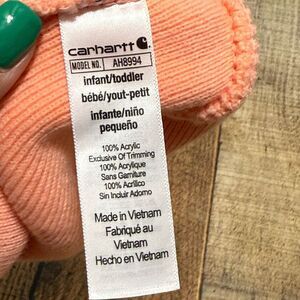 carhartt
MODEL NO. AH8994
infant/toddler
bébé/yout-petit
infante/niño
pequeño
100% Acrylic
Exclusive Of Trimming
100% Acrylique
Sans Garniture
100% Acrílico
Sin Incluir Adorno
Made in Vietnam
Fabriqué au
Vietnam
Hecho en Vietnam